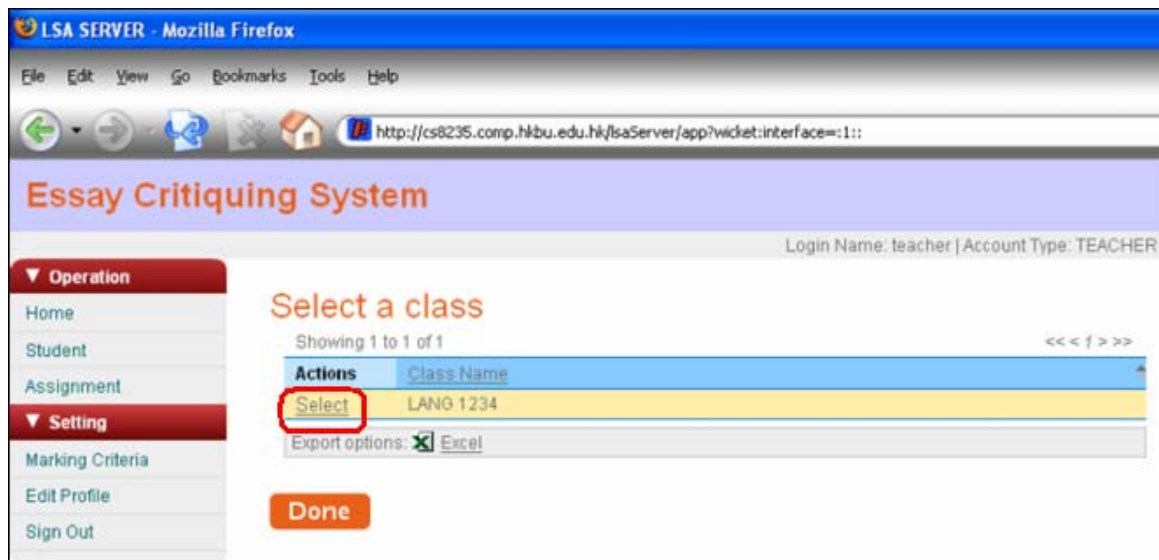 LSA SERVER - Mozilla Firefox
File Edit View Go Bookmarks Tools Help
http://cs8235.comp.hkbu.edu.hk/lsaServer/app?wicket:interface=:1::
Essay Critiquing System
Login Name: teacher | Account Type: TEACHER
Operation
Home
Student
Assignment
Setting
Marking Criteria
Edit Profile
Sign Out
Select a class
Showing 1 to 1 of 1 << < 1 > >>
Actions Class Name
Select LANG 1234
Export options: Excel
Done